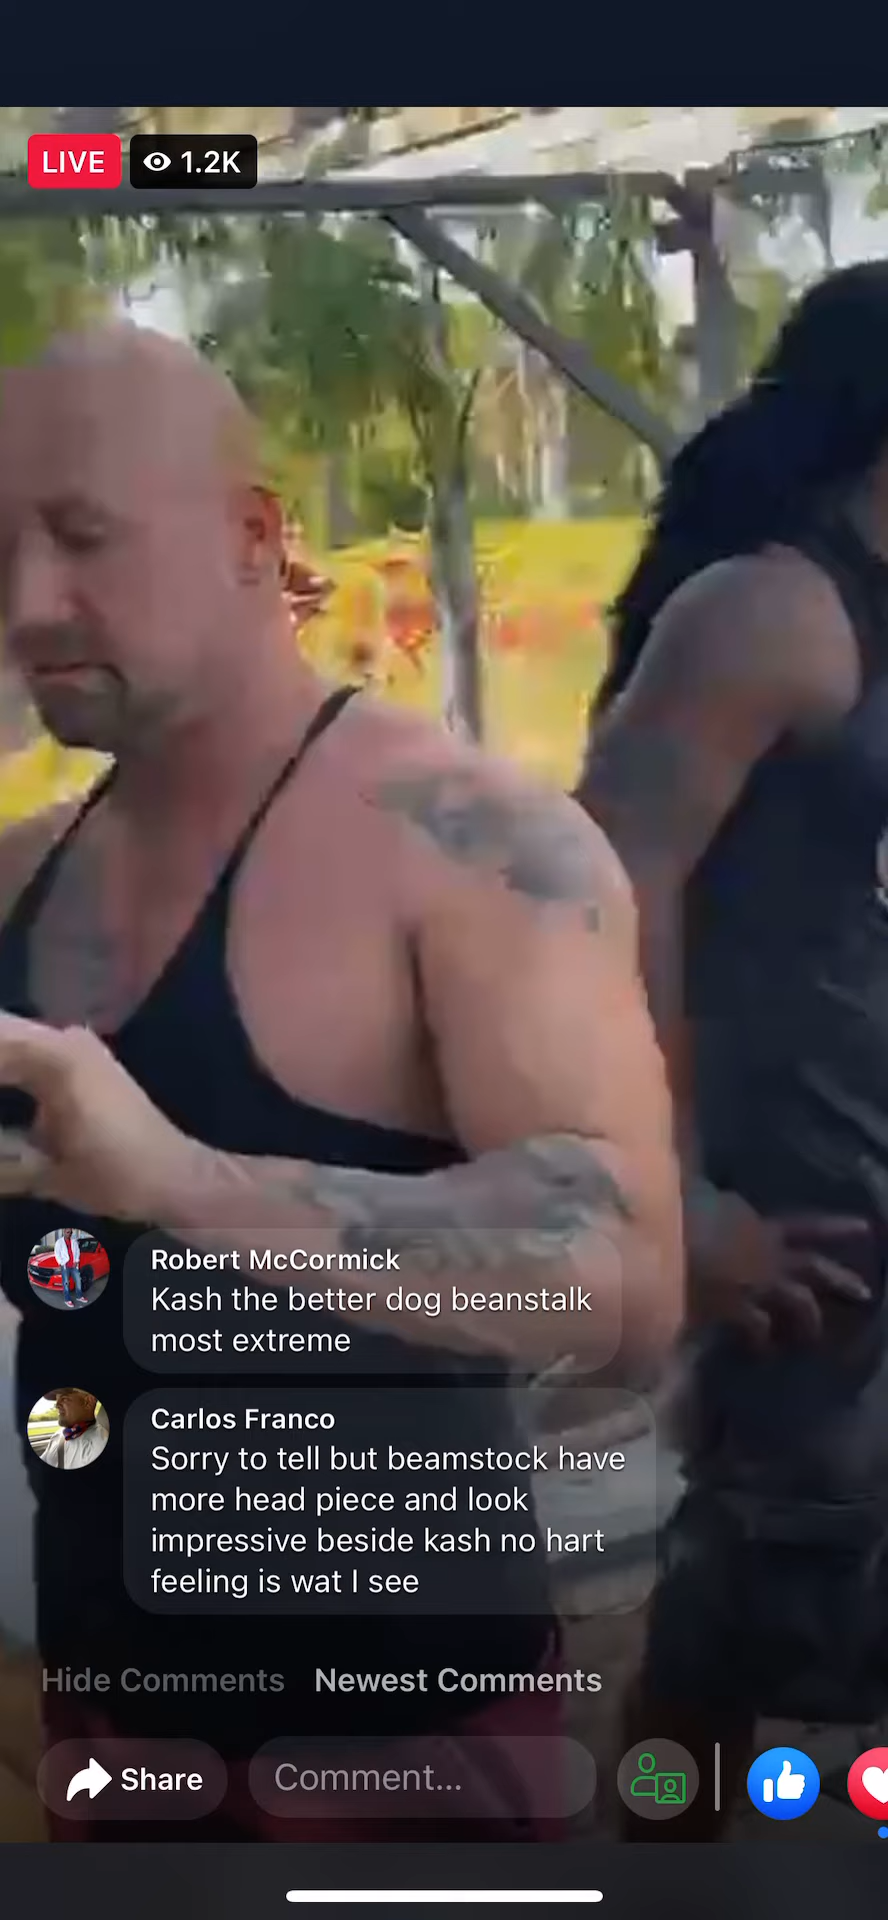 LIVE 1.2K
Robert McCormick
Kash the better dog beanstalk
most extreme
Carlos Franco
Sorry to tell but beamstock have
more head piece and look
impressive beside kash no hart
feeling is wat I see
Hide Comments Newest Comments
Share Comment...